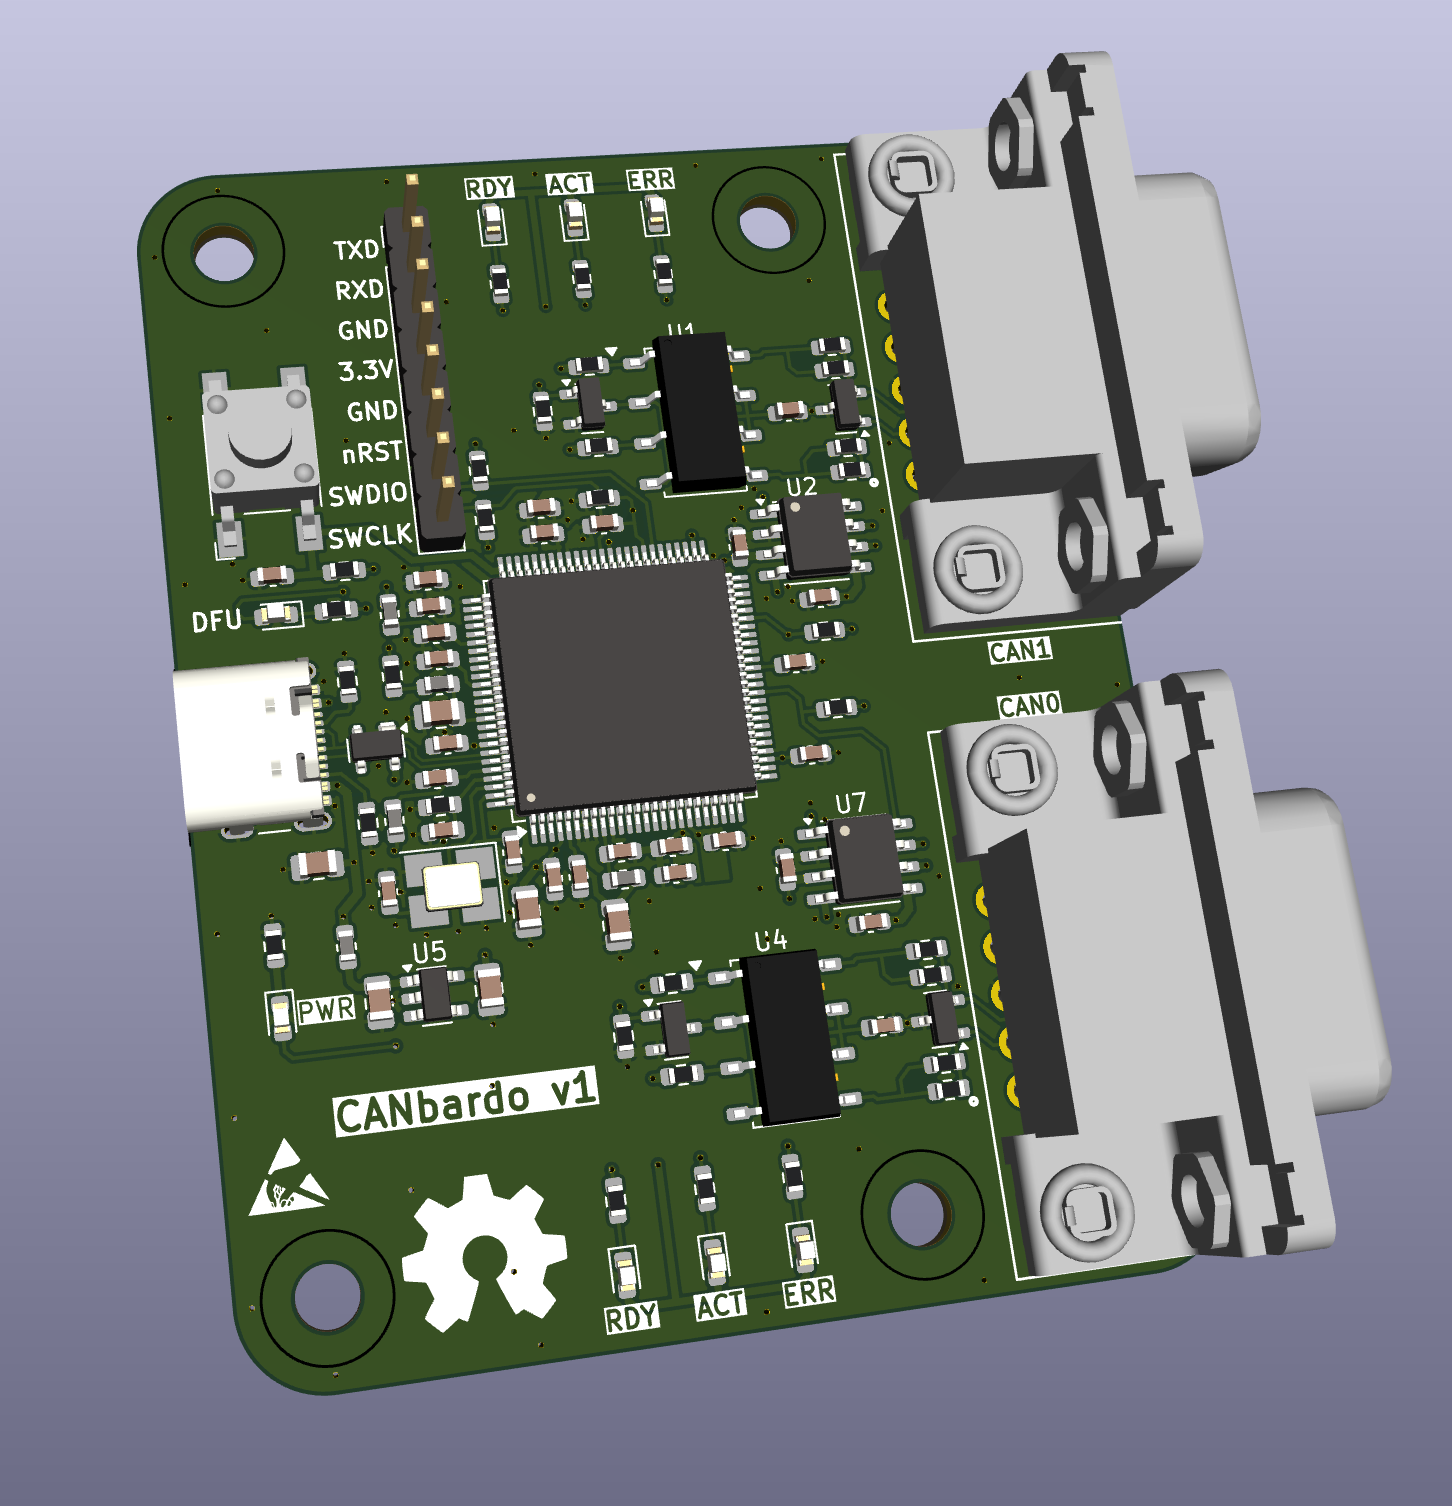 RDY
ACT
ERR
TXD
RXD
GND
3.3V
GND
nRST
SWDIO
SWCLK
U1
U2
DFU
CAN1
CAN0
U7
U4
U5
PWR
CANbardo v1
RDY
ACT
ERR